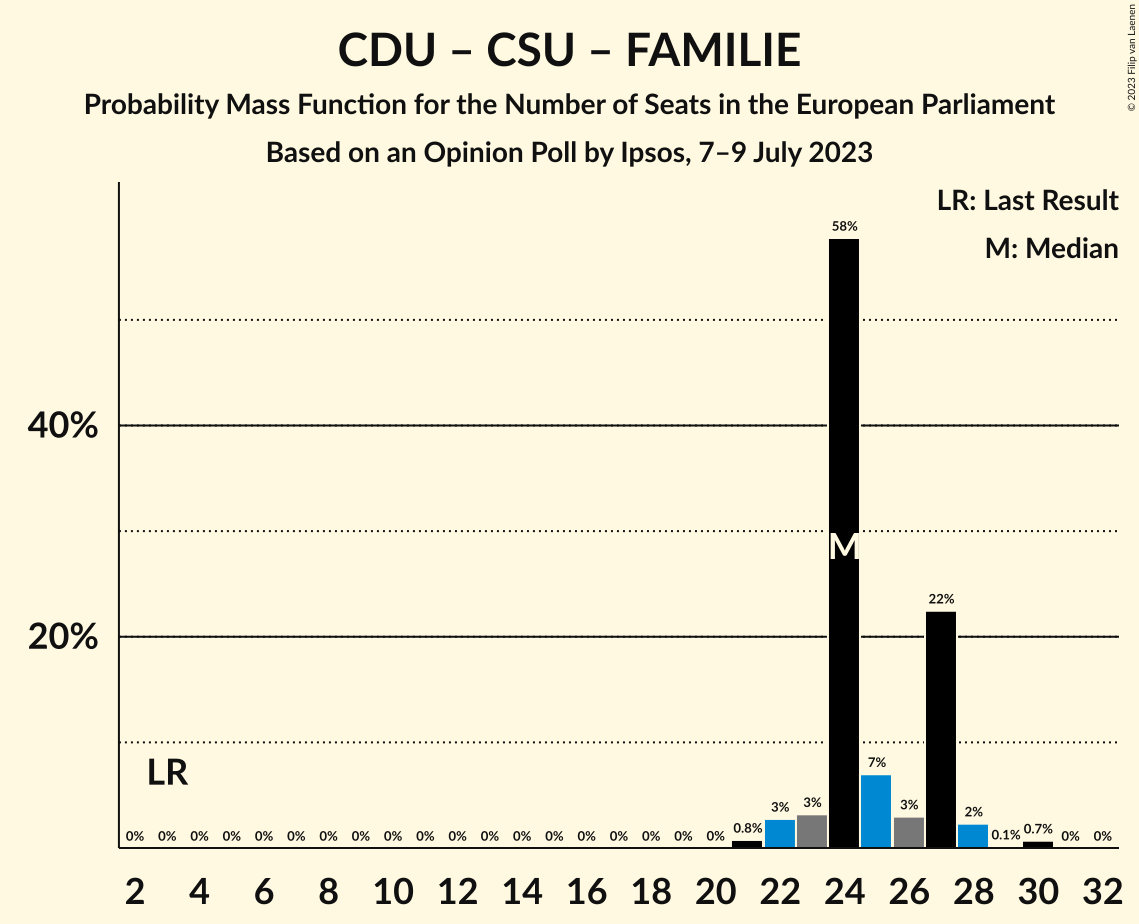 © 2023 Filip van Laenen
CDU – CSU – FAMILIE
Probability Mass Function for the Number of Seats in the European Parliament
Based on an Opinion Poll by Ipsos, 7–9 July 2023
LR: Last Result
M: Median
58%
40%
M
22%
20%
LR
0% 0% 0% 0% 0% 0% 0% 0% 0% 0% 0% 0% 0% 0% 0% 0% 0% 0% 0% 0.8% 3% 3% 7% 3% 2% 0.1% 0.7% 0% 0%
2 4 6 8 10 12 14 16 18 20 22 24 26 28 30 32